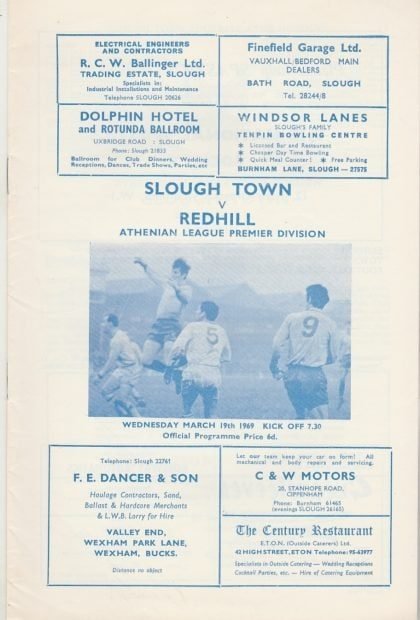 ELECTRICAL ENGINEERS
AND CONTRACTORS
R. C. W. Ballinger Ltd.
TRADING ESTATE, SLOUGH
Specialists in
Industrial Installations and Maintenance
Telephone SLOUGH 20626
Finefield Garage Ltd.
VAUXHALL/BEDFORD MAIN
DEALERS
BATH ROAD, SLOUGH
Tel. 28244/8
DOLPHIN HOTEL
and ROTUNDA BALLROOM
UXBRIDGE ROAD : SLOUGH
Phone: Slough 21855
Ballroom for Club Dinners, Wedding
Receptions, Dances, Trade Shows, Parties, etc
WINDSOR LANES
SLOUGH'S FAMILY
TENPIN BOWLING CENTRE
* Licensed Bar and Restaurant
* Cheaper Day Time Bowling
* Quick Meal Counter! * Free Parking
BURNHAM LANE, SLOUGH — 27575
SLOUGH TOWN
v
REDHILL
ATHENIAN LEAGUE PREMIER DIVISION
5
9
WEDNESDAY MARCH 19th 1969 KICK OFF 7.30
Official Programme Price 6d.
Telephone: Slough 22761
F. E. DANCER & SON
Haulage Contractors, Sand,
Ballast & Hardcore Merchants
& L.W.B. Lorry for Hire
VALLEY END,
WEXHAM PARK LANE,
WEXHAM, BUCKS.
Distance no object
Let our team keep your car on form! All
mechanical and body repairs and servicing.
C & W MOTORS
20, STANHOPE ROAD,
CIPPENHAM
Phone: Burnham 61465
(evenings SLOUGH 26165)
The Century Restaurant
E.T.O.N. (Outside Caterers) Ltd.
42 HIGH STREET, ETON Telephone: 95-63977
Specialists in Outside Catering — Wedding Receptions
Cocktail Parties, etc. — Hire of Catering Equipment